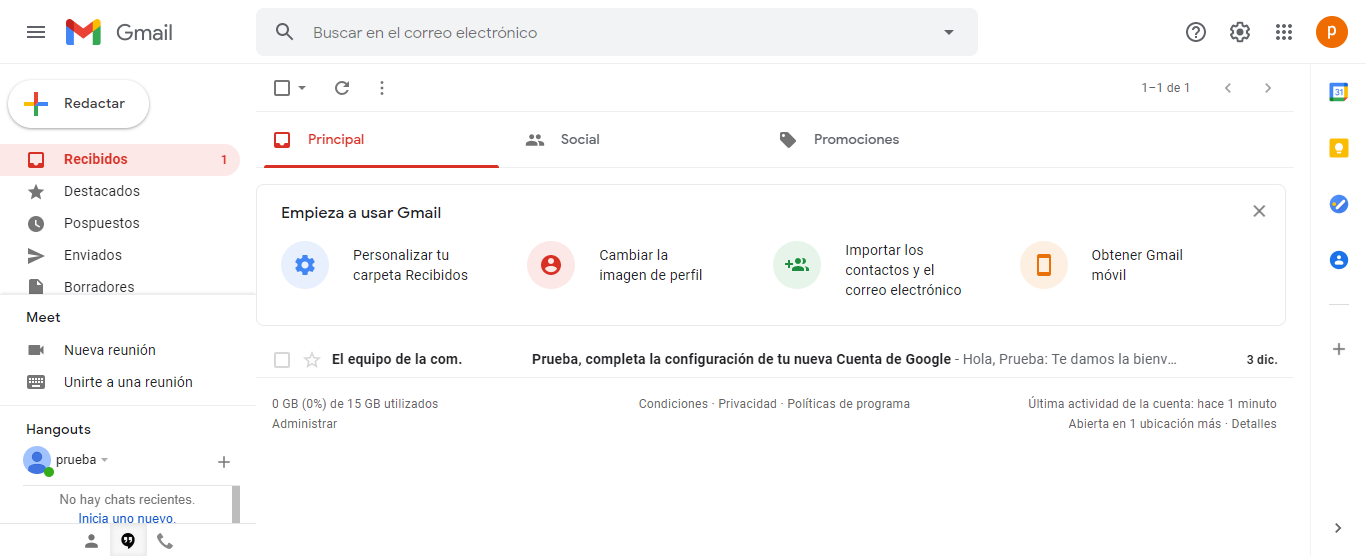 Gmail
Buscar en el correo electrónico
p
Redactar
1–1 de 1
31
Principal
Social
Promociones
Recibidos 1
Destacados
Pospuestos
Enviados
Borradores
Empieza a usar Gmail
Personalizar tu
carpeta Recibidos
Cambiar la
imagen de perfil
Importar los
contactos y el
correo electrónico
Obtener Gmail
móvil
Meet
Nueva reunión
Unirte a una reunión
El equipo de la com. Prueba, completa la configuración de tu nueva Cuenta de Google - Hola, Prueba: Te damos la bienv… 3 dic.
0 GB (0%) de 15 GB utilizados
Administrar
Condiciones · Privacidad · Políticas de programa
Última actividad de la cuenta: hace 1 minuto
Abierta en 1 ubicación más · Detalles
Hangouts
prueba
No hay chats recientes.
Inicia uno nuevo.